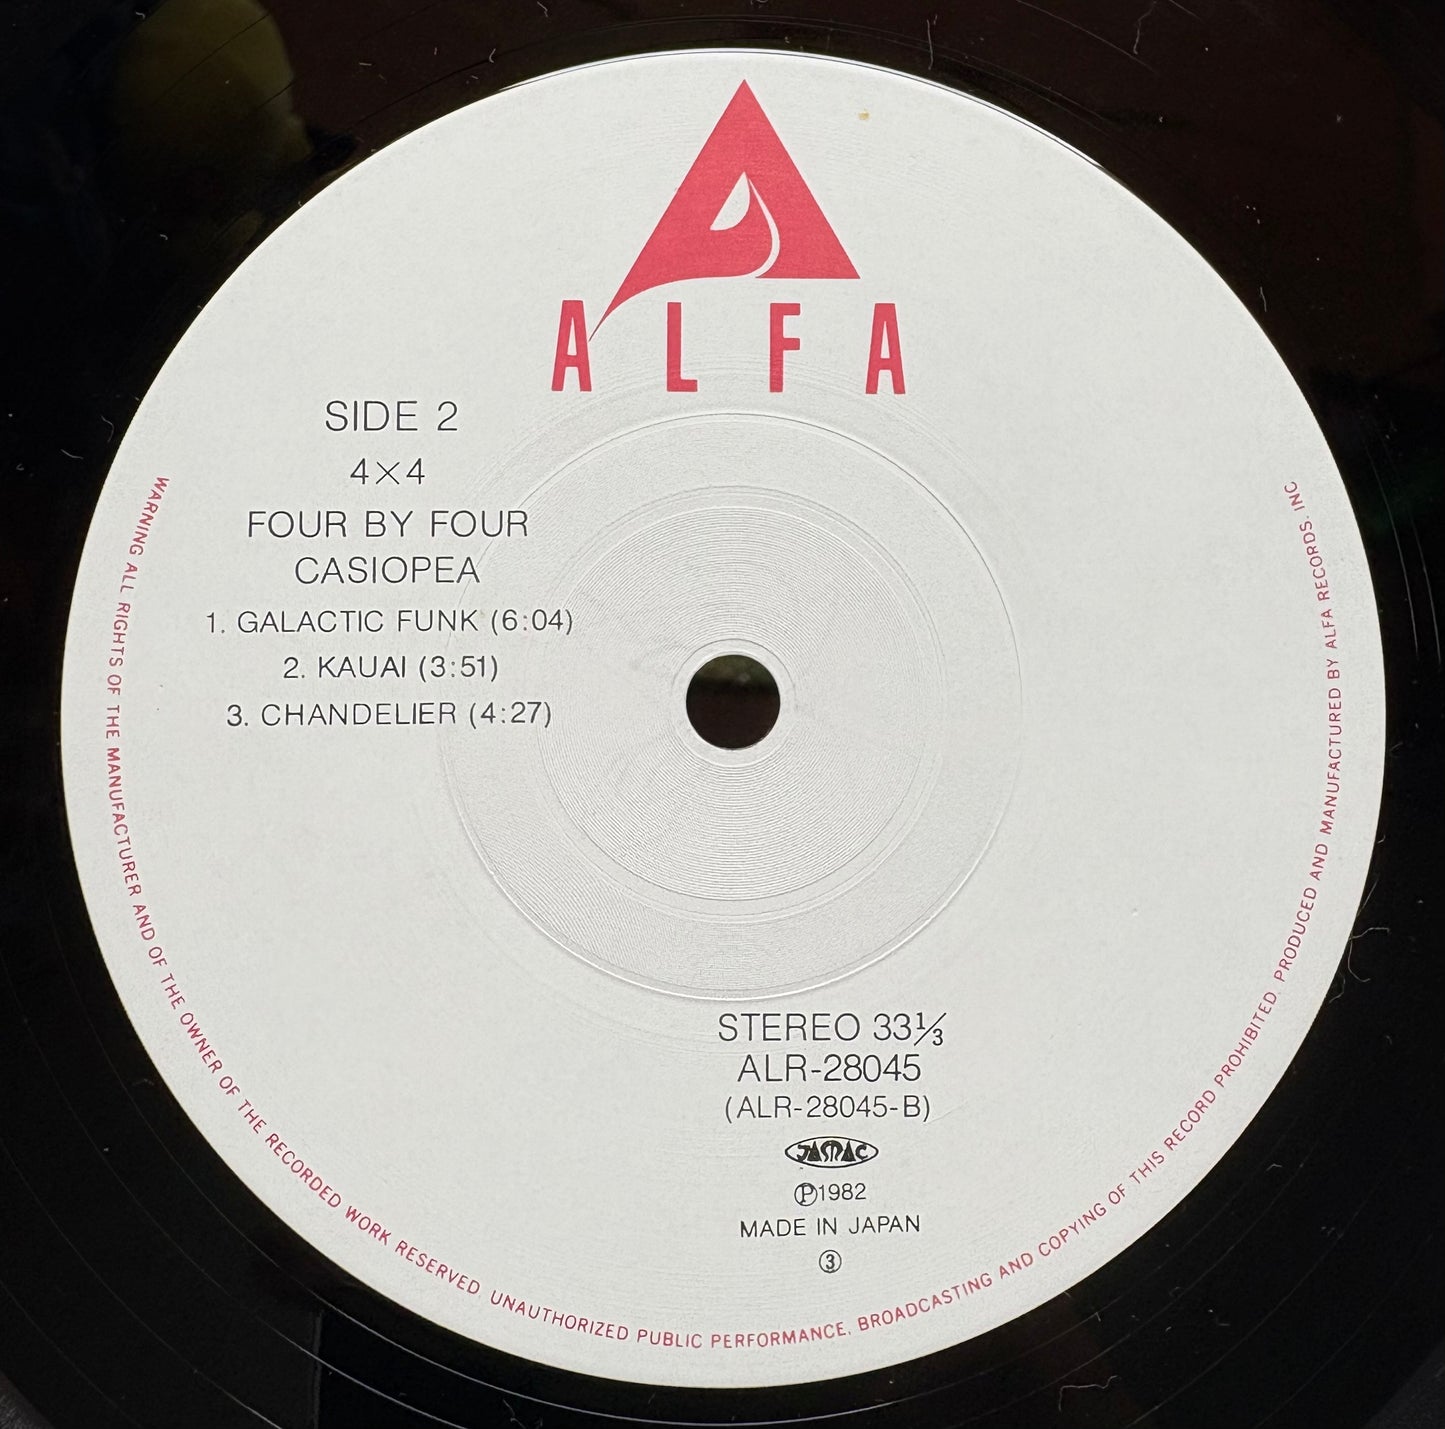 ALFA
SIDE 2
4×4
FOUR BY FOUR
CASIOPEA
1. GALACTIC FUNK (6:04)
2. KAUAI (3:51)
3. CHANDELIER (4:27)
STEREO 33⅓
ALR-28045
(ALR-28045-B)
JASRAC
Ⓟ1982
MADE IN JAPAN
③
WARNING ALL RIGHTS OF THE MANUFACTURER AND OF THE OWNER OF THE RECORDED WORK RESERVED. UNAUTHORIZED PUBLIC PERFORMANCE, BROADCASTING AND COPYING OF THIS RECORD PROHIBITED. PRODUCED AND MANUFACTURED BY ALFA RECORDS. INC